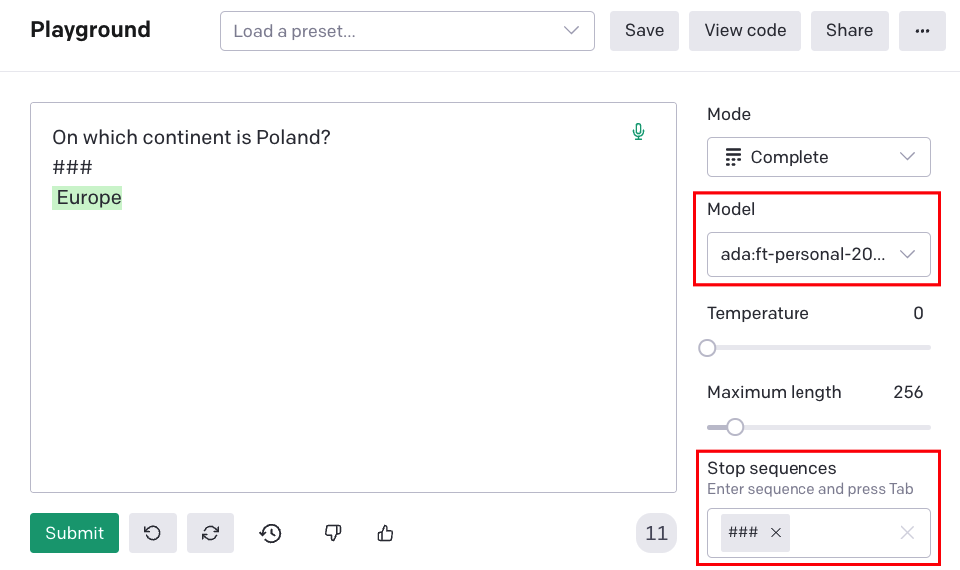 Playground
Load a preset...
Save
View code
Share
...
On which continent is Poland?
###
Europe
Mode
Complete
Model
ada:ft-personal-20...
Temperature 0
Maximum length 256
Stop sequences
Enter sequence and press Tab
### ×
Submit
11